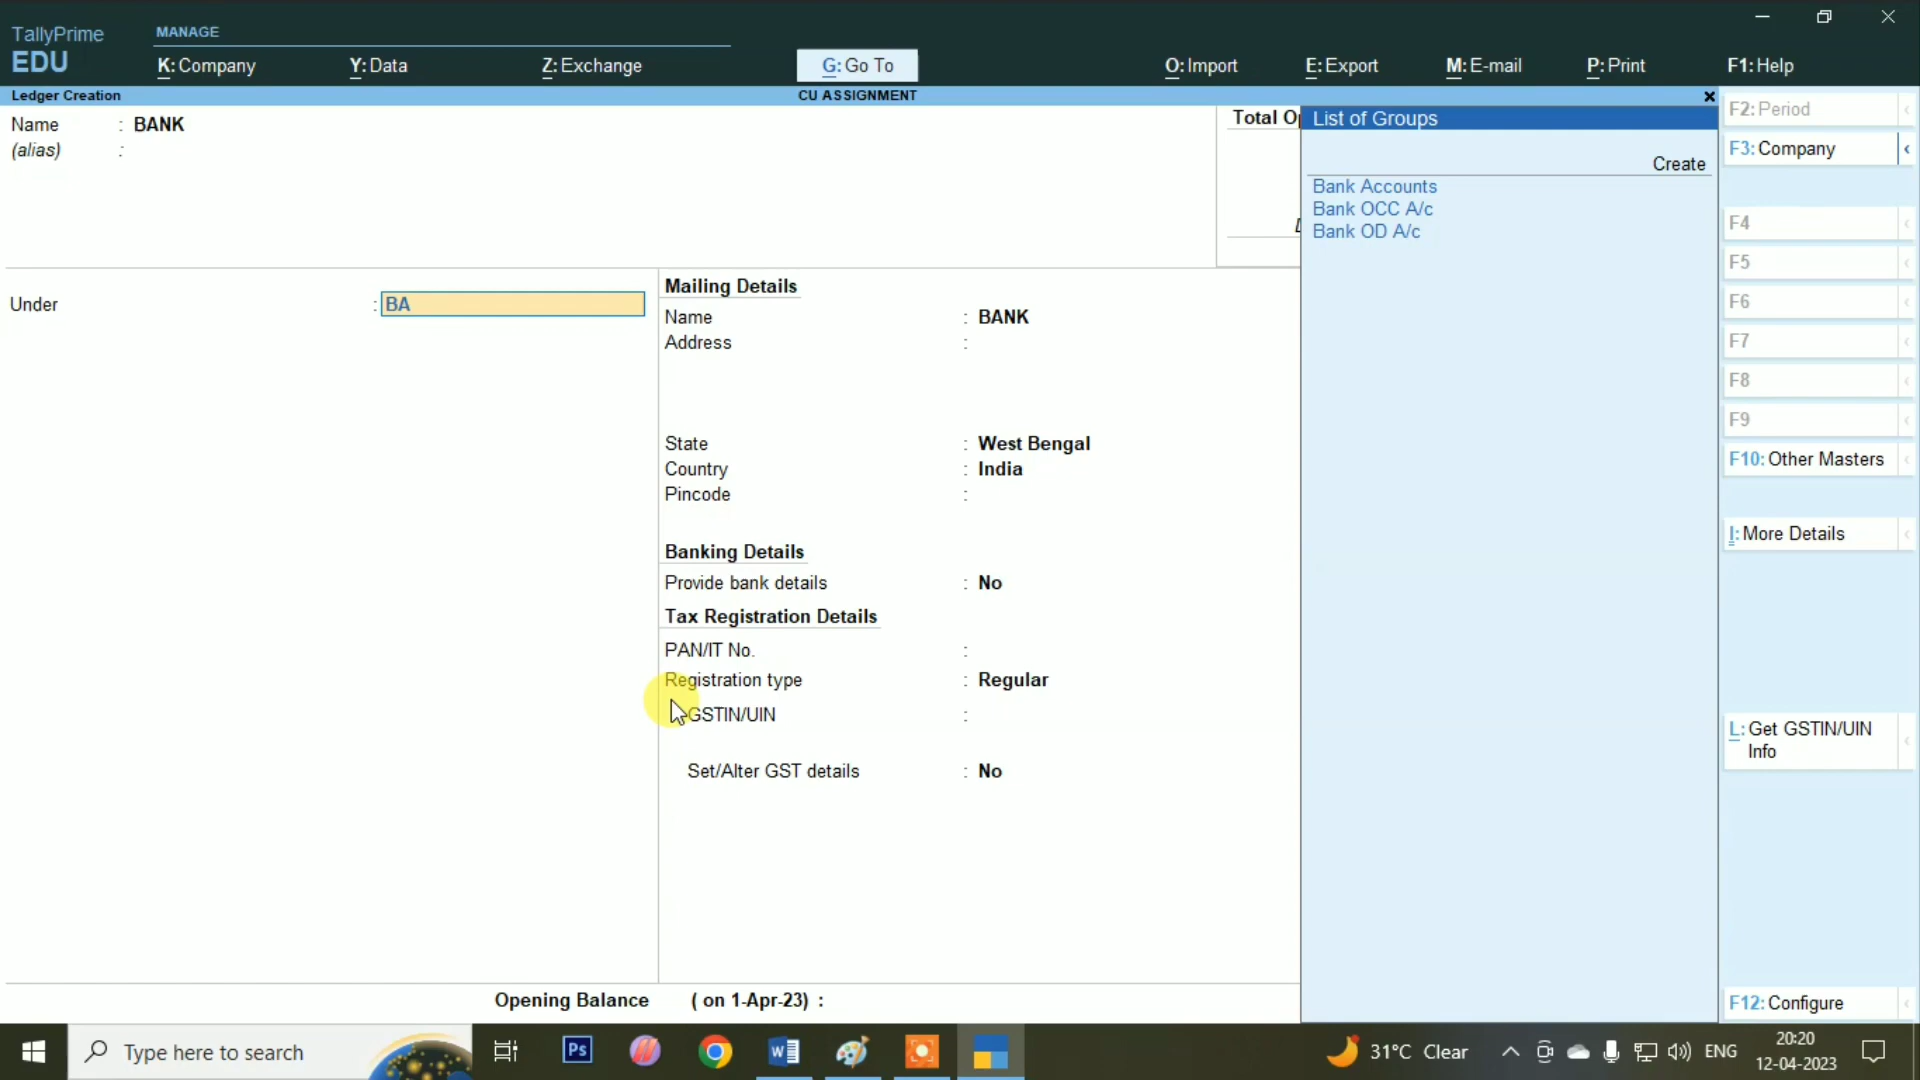 TallyPrime
EDU
MANAGE
K: Company
Y: Data
Z: Exchange
G: Go To
O: Import
E: Export
M: E-mail
P: Print
F1: Help
Ledger Creation
CU ASSIGNMENT
Name : BANK
(alias) :
Total Op
Under : BA
Mailing Details
Name : BANK
Address :
State : West Bengal
Country : India
Pincode :
Banking Details
Provide bank details : No
Tax Registration Details
PAN/IT No. :
Registration type : Regular
GSTIN/UIN :
Set/Alter GST details : No
Opening Balance ( on 1-Apr-23) :
List of Groups
Create
Bank Accounts
Bank OCC A/c
Bank OD A/c
F2: Period
F3: Company
F4
F5
F6
F7
F8
F9
F10: Other Masters
I: More Details
L: Get GSTIN/UIN
Info
F12: Configure
Type here to search
Ps
31°C Clear
ENG
20:20
12-04-2023